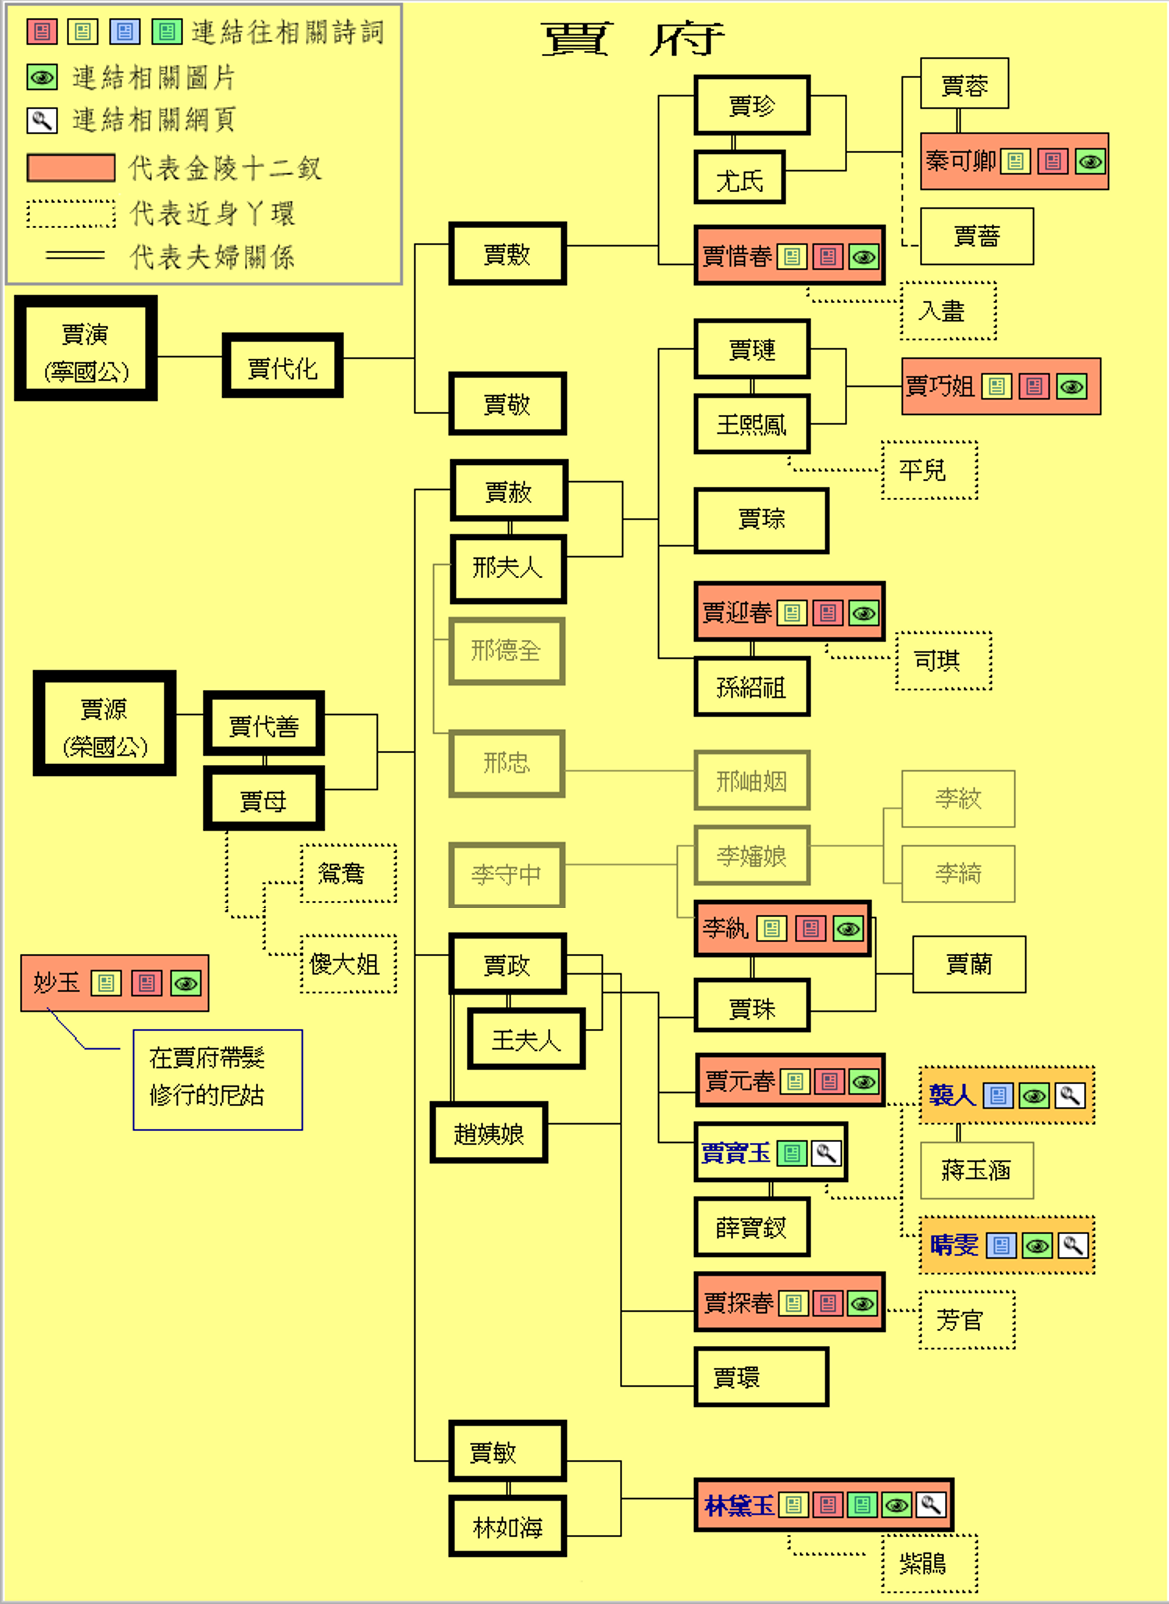 賈 府
連結往相關詩詞
連結相關圖片
連結相關網頁
代表金陵十二釵
代表近身丫環
代表夫婦關係
賈演
(寧國公)
賈代化
賈敷
賈敬
賈珍
尤氏
賈惜春
入畫
賈蓉
秦可卿
賈薔
賈璉
王熙鳳
賈巧姐
平兒
賈赦
邢夫人
邢德全
邢忠
賈琮
賈迎春
司琪
孫紹祖
賈源
(榮國公)
賈代善
賈母
鴛鴦
傻大姐
邢岫姻
李守中
李嬸娘
李紋
李綺
李紈
賈珠
賈蘭
賈政
王夫人
趙姨娘
妙玉
在賈府帶髮
修行的尼姑
賈元春
賈寶玉
薛寶釵
襲人
蔣玉涵
晴雯
賈探春
芳官
賈環
賈敏
林如海
林黛玉
紫鵑